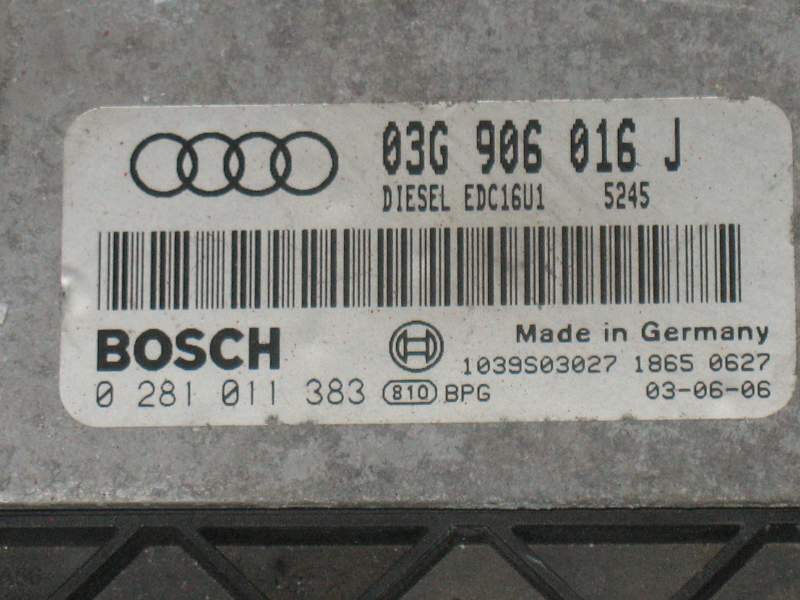 03G 906 016 J
DIESEL EDC16U1 5245
BOSCH
Made in Germany
1039S03027 1865 0627
0 281 011 383 810 BPG 03-06-06